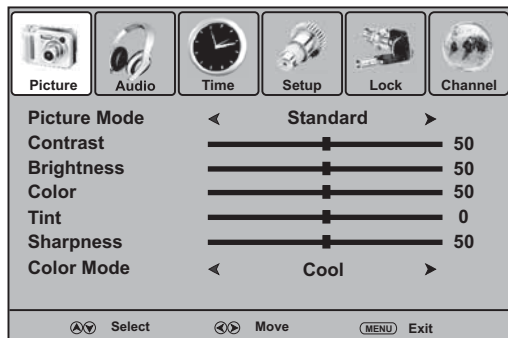 Picture Audio Time Setup Lock Channel
Picture Mode Standard
Contrast 50
Brightness 50
Color 50
Tint 0
Sharpness 50
Color Mode Cool
Select Move MENU Exit